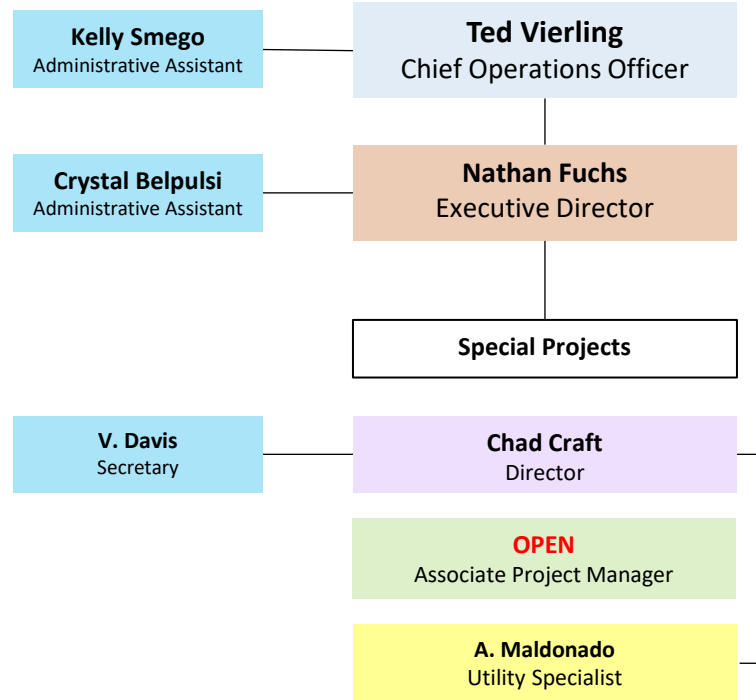 Kelly Smego
Administrative Assistant
Ted Vierling
Chief Operations Officer
Crystal Belpulsi
Administrative Assistant
Nathan Fuchs
Executive Director
Special Projects
V. Davis
Secretary
Chad Craft
Director
OPEN
Associate Project Manager
A. Maldonado
Utility Specialist